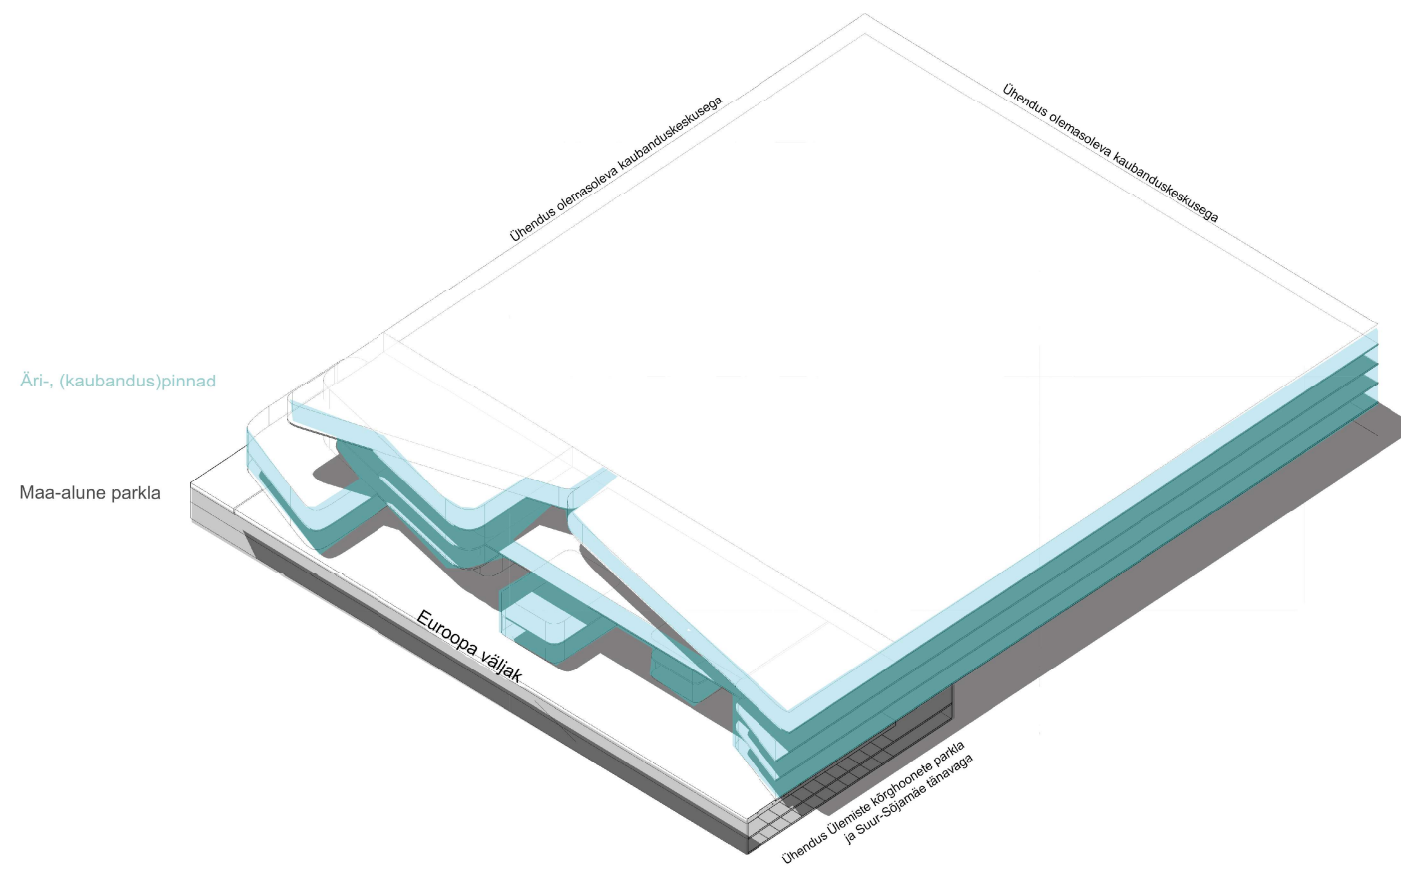 Ühendus olemasoleva kaubanduskeskusega
Ühendus olemasoleva kaubanduskeskusega
Äri-, (kaubandus)pinnad
Maa-alune parkla
Euroopa väljak
Ühendus Ülemiste kõrghoonete parkla
ja Suur-Sõjamäe tänavaga